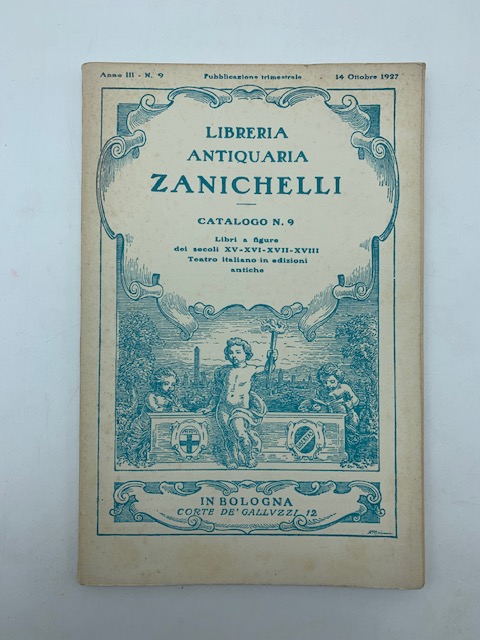 Anno III - N. 9 Pubblicazione trimestrale 14 Ottobre 1927
LIBRERIA
ANTIQUARIA
ZANICHELLI
CATALOGO N. 9
Libri a figure
dei secoli XV-XVI-XVII-XVIII
Teatro italiano in edizioni
antiche
IN BOLOGNA
CORTE DE' GALLVZZI 12